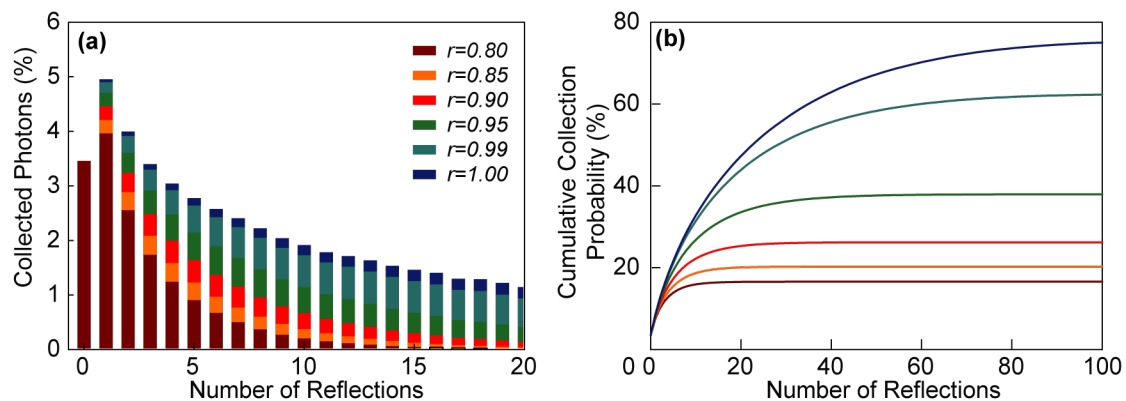 (a)
Collected Photons (%)
6
5
4
3
2
1
0
r=0.80
r=0.85
r=0.90
r=0.95
r=0.99
r=1.00
0 5 10 15 20
Number of Reflections
(b)
Cumulative Collection
Probability (%)
80
60
40
20
0
0 20 40 60 80 100
Number of Reflections